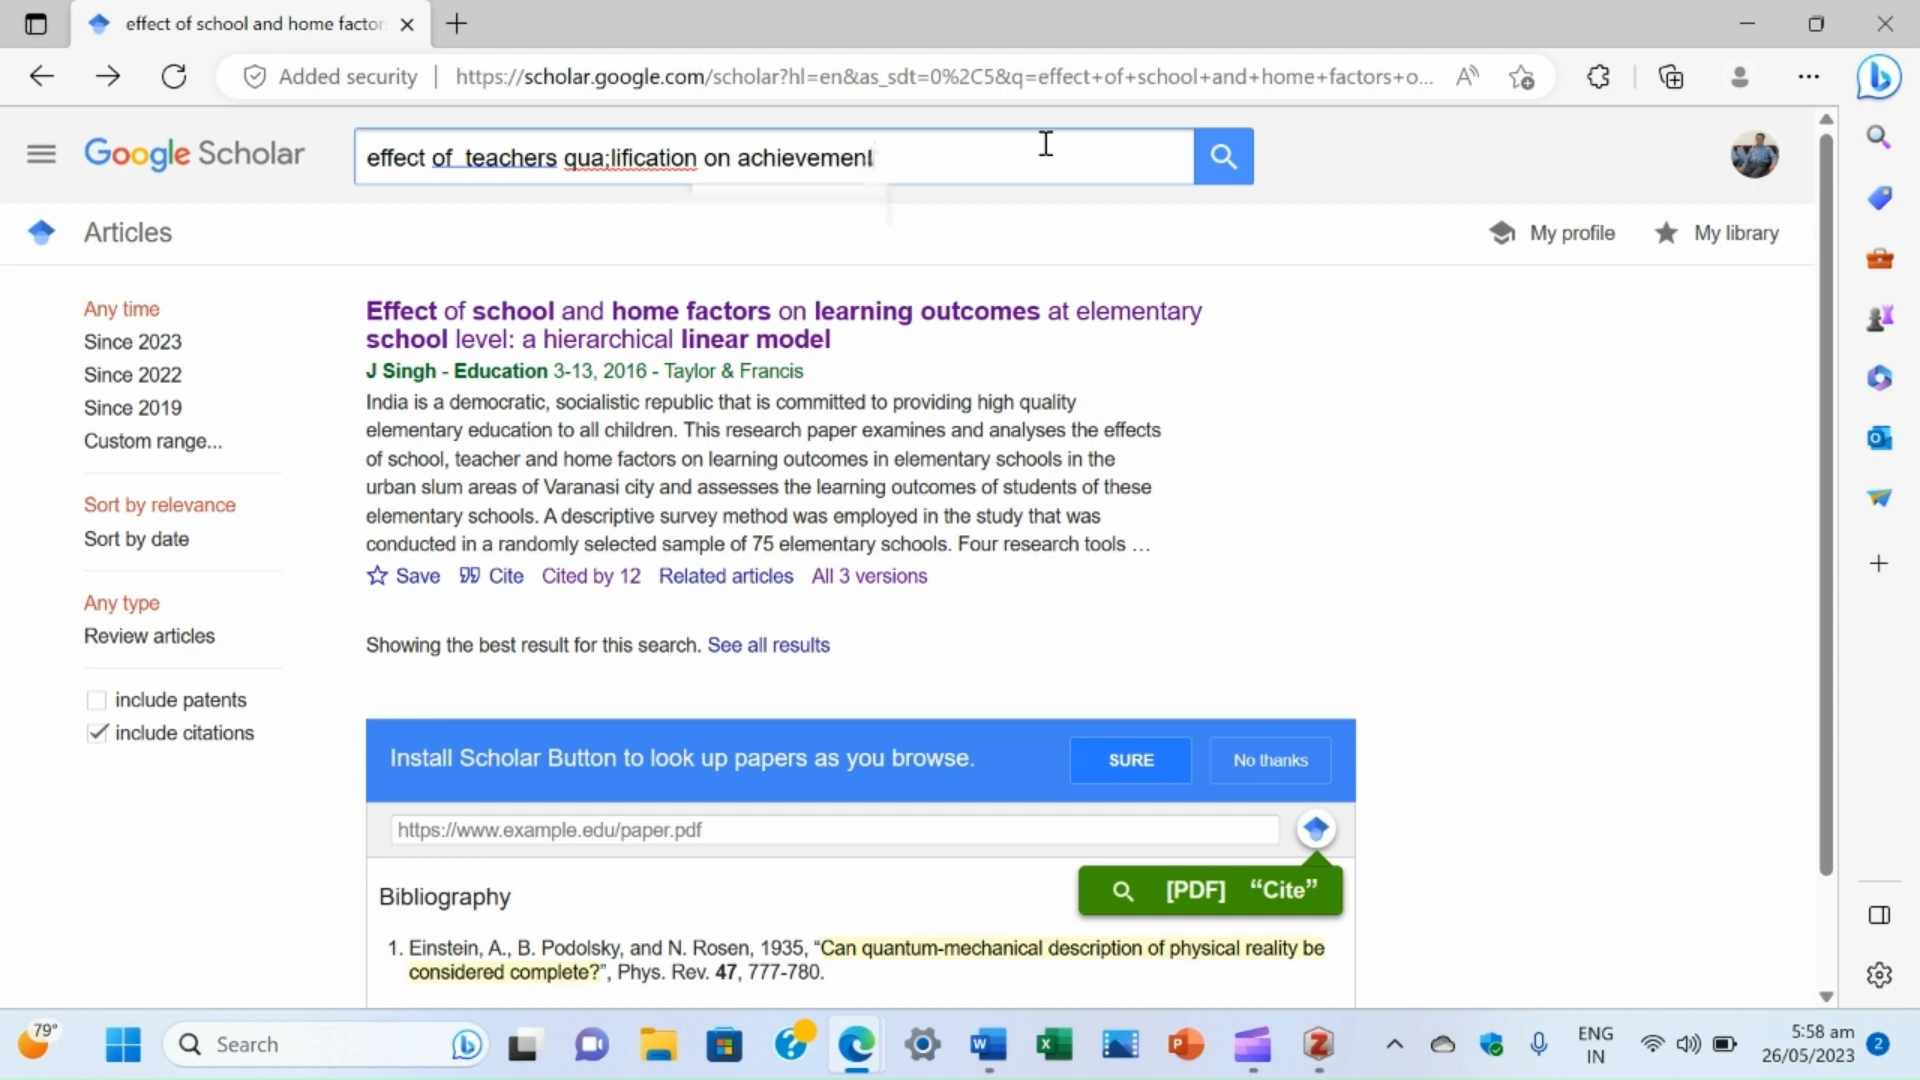 effect of school and home factor
Added security
https://scholar.google.com/scholar?hl=en&as_sdt=0%2C5&q=effect+of+school+and+home+factors+o...
Google Scholar
effect of  teachers qua;lification on achievement
Articles
My profile
My library
Any time
Since 2023
Since 2022
Since 2019
Custom range...
Sort by relevance
Sort by date
Any type
Review articles
include patents
include citations
Effect of school and home factors on learning outcomes at elementary
school level: a hierarchical linear model
J Singh - Education 3-13, 2016 - Taylor & Francis
India is a democratic, socialistic republic that is committed to providing high quality
elementary education to all children. This research paper examines and analyses the effects
of school, teacher and home factors on learning outcomes in elementary schools in the
urban slum areas of Varanasi city and assesses the learning outcomes of students of these
elementary schools. A descriptive survey method was employed in the study that was
conducted in a randomly selected sample of 75 elementary schools. Four research tools …
Save Cite Cited by 12 Related articles All 3 versions
Showing the best result for this search. See all results
Install Scholar Button to look up papers as you browse.
SURE
No thanks
https://www.example.edu/paper.pdf
[PDF] “Cite”
Bibliography
1. Einstein, A., B. Podolsky, and N. Rosen, 1935, “Can quantum-mechanical description of physical reality be
considered complete?”, Phys. Rev. 47, 777-780.
79°
Search
ENG
IN
5:58 am
26/05/2023
2